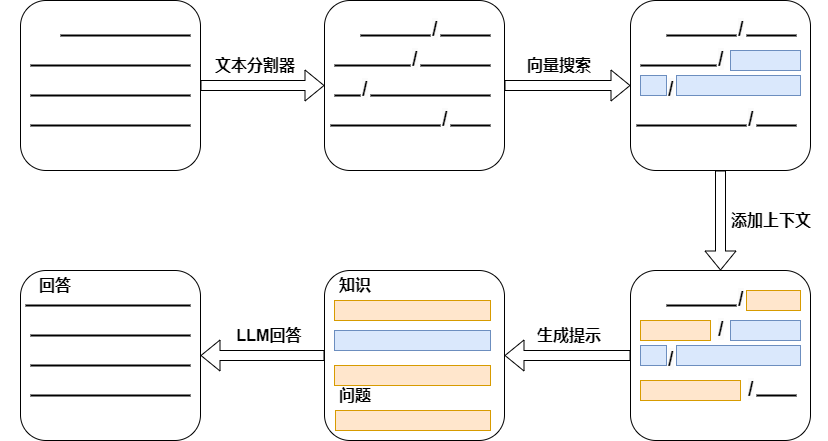 文本分割器
向量搜索
添加上下文
生成提示
知识
问题
LLM回答
回答